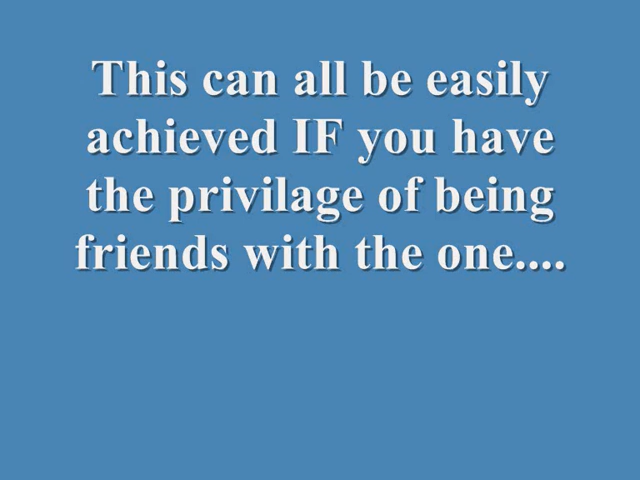 This can all be easily
achieved IF you have
the privilage of being
friends with the one....